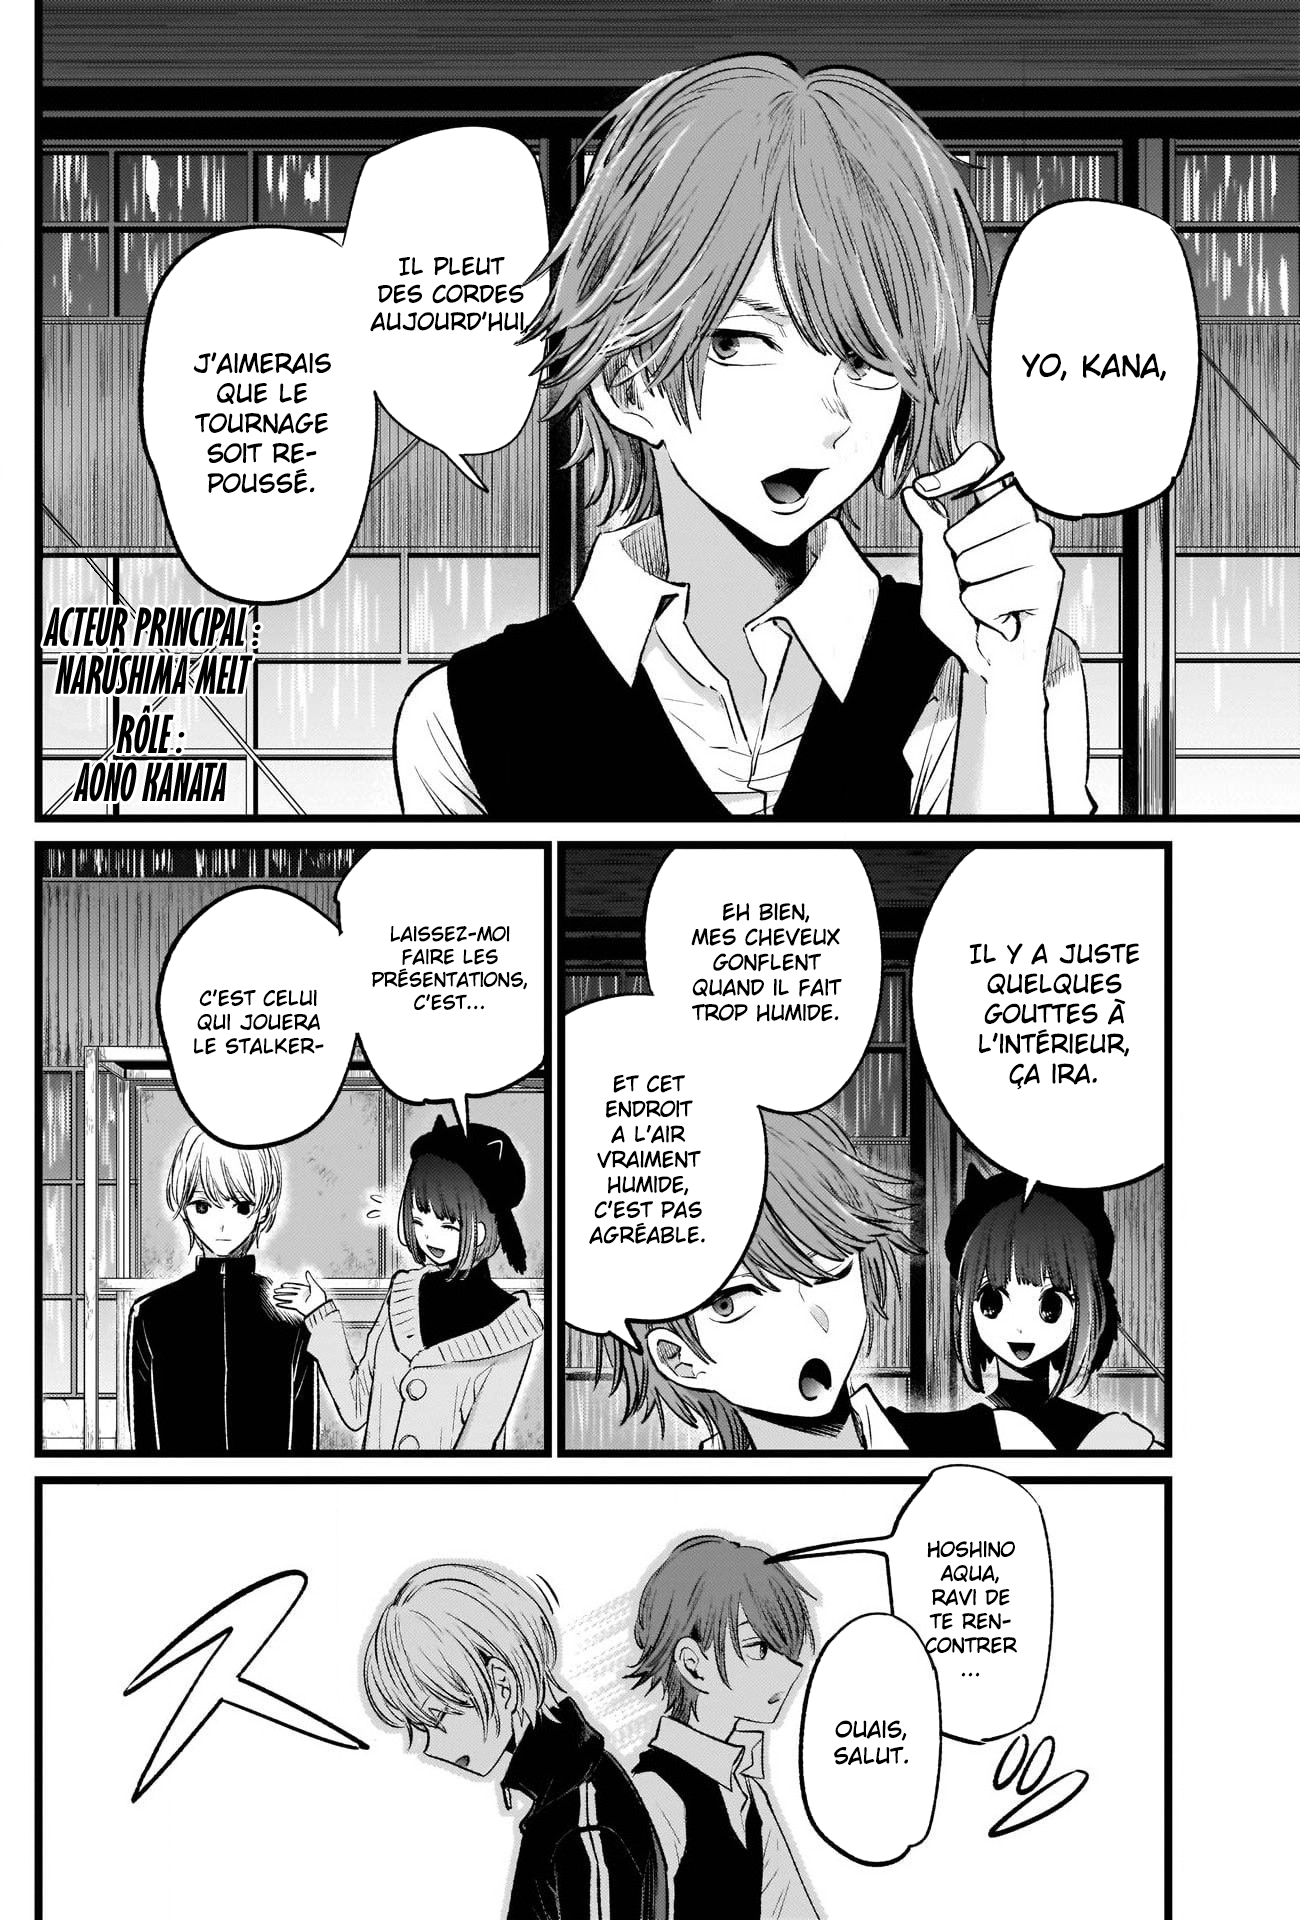 YO, KANA,
IL PLEUT
DES CORDES
AUJOURD'HUI,
J'AIMERAIS
QUE LE
TOURNAGE
SOIT RE-
POUSSÉ.
ACTEUR PRINCIPAL :
NARUSHIMA MELT
RÔLE :
AONO KANATA
IL Y A JUSTE
QUELQUES
GOUTTES À
L'INTÉRIEUR,
ÇA IRA.
EH BIEN,
MES CHEVEUX
GONFLENT
QUAND IL FAIT
TROP HUMIDE.
ET CET
ENDROIT
A L'AIR
VRAIMENT
HUMIDE,
C'EST PAS
AGRÉABLE.
LAISSEZ-MOI
FAIRE LES
PRÉSENTATIONS,
C'EST...
C'EST CELUI
QUI JOUERA
LE STALKER-
HOSHINO
AQUA,
RAVI DE
TE REN-
CONTRER
...
OUAIS,
SALUT.
ス